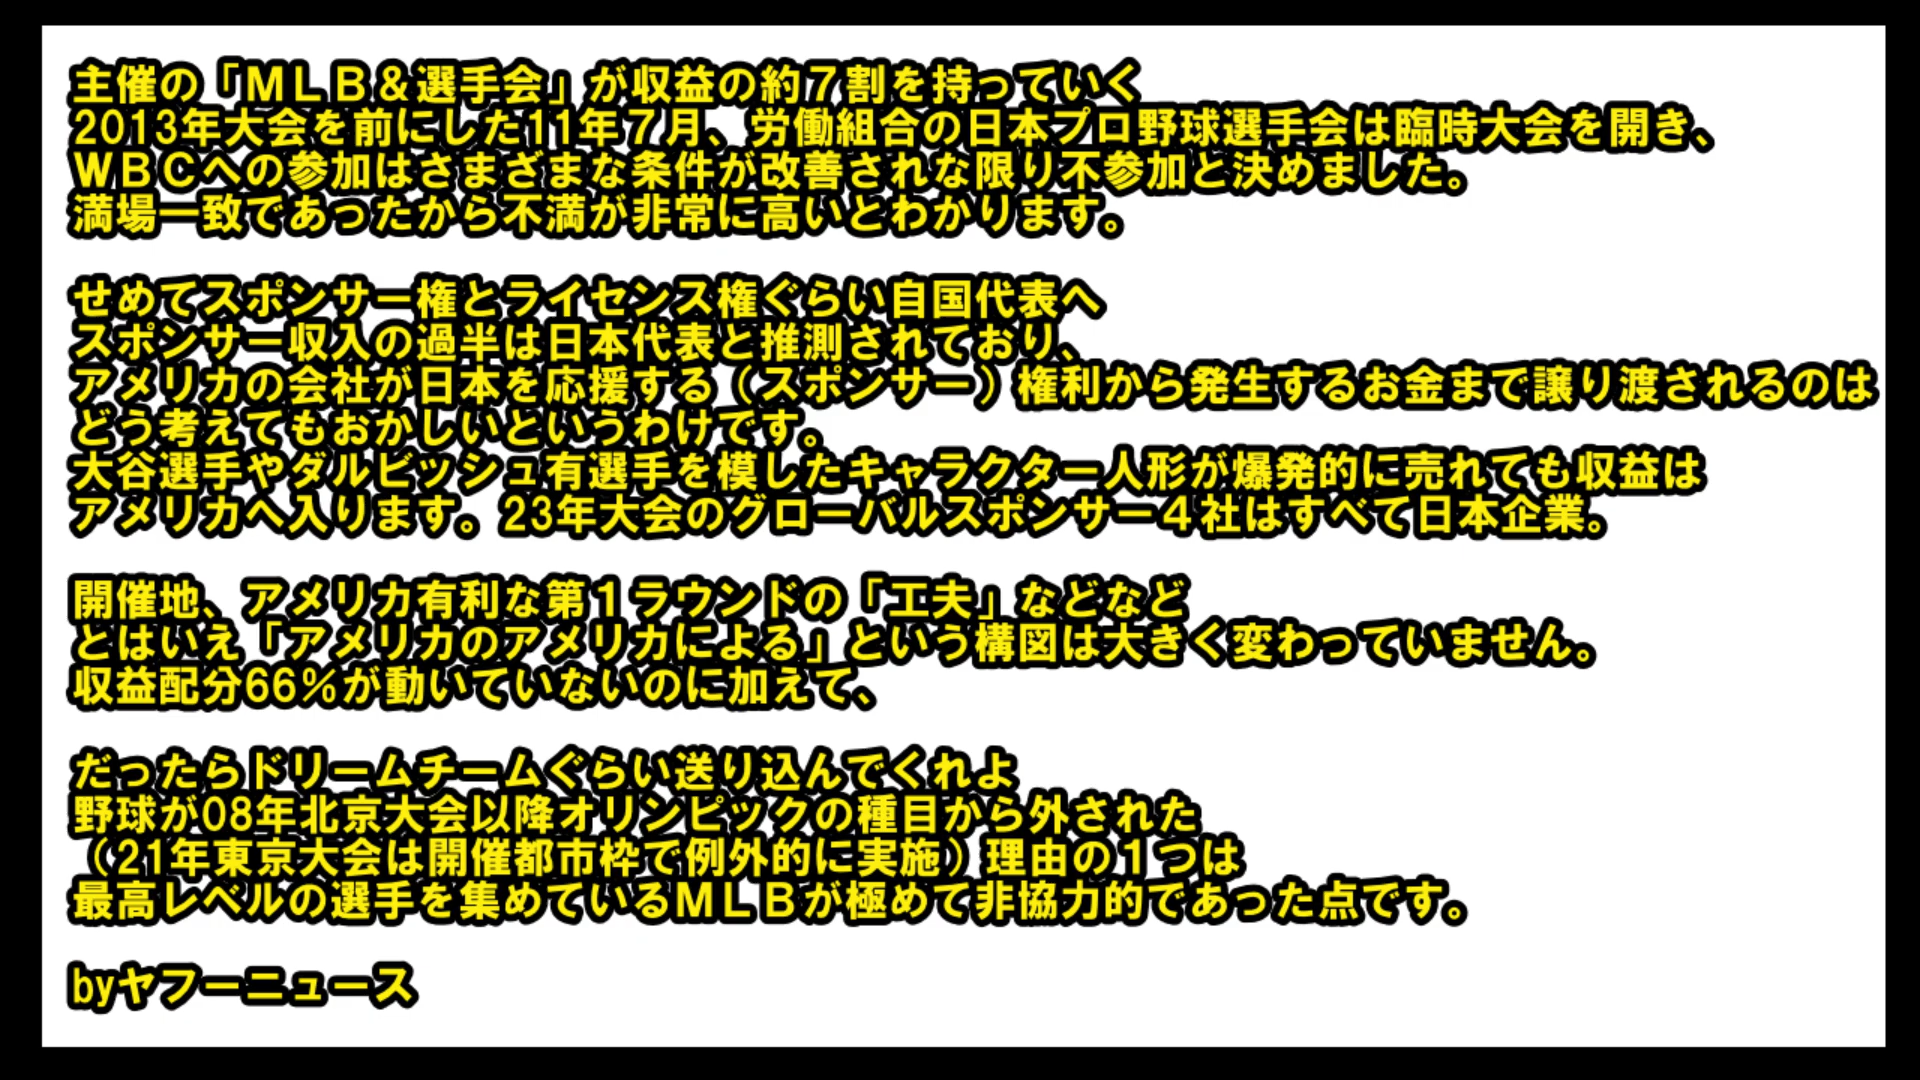 主催の「ＭＬＢ＆選手会」が収益の約７割を持っていく
2013年大会を前にした11年７月、労働組合の日本プロ野球選手会は臨時大会を開き、
ＷＢＣへの参加はさまざまな条件が改善されな限り不参加と決めました。
満場一致であったから不満が非常に高いとわかります。
せめてスポンサー権とライセンス権ぐらい自国代表へ
スポンサー収入の過半は日本代表と推測されており、
アメリカの会社が日本を応援する（スポンサー）権利から発生するお金まで譲り渡されるのは
どう考えてもおかしいというわけです。
大谷選手やダルビッシュ有選手を模したキャラクター人形が爆発的に売れても収益は
アメリカへ入ります。23年大会のグローバルスポンサー４社はすべて日本企業。
開催地、アメリカ有利な第１ラウンドの「工夫」などなど
とはいえ「アメリカのアメリカによる」という構図は大きく変わっていません。
収益配分66％が動いていないのに加えて、
だったらドリームチームぐらい送り込んでくれよ
野球が08年北京大会以降オリンピックの種目から外された
（21年東京大会は開催都市枠で例外的に実施）理由の１つは
最高レベルの選手を集めているＭＬＢが極めて非協力的であった点です。
byヤフーニュース